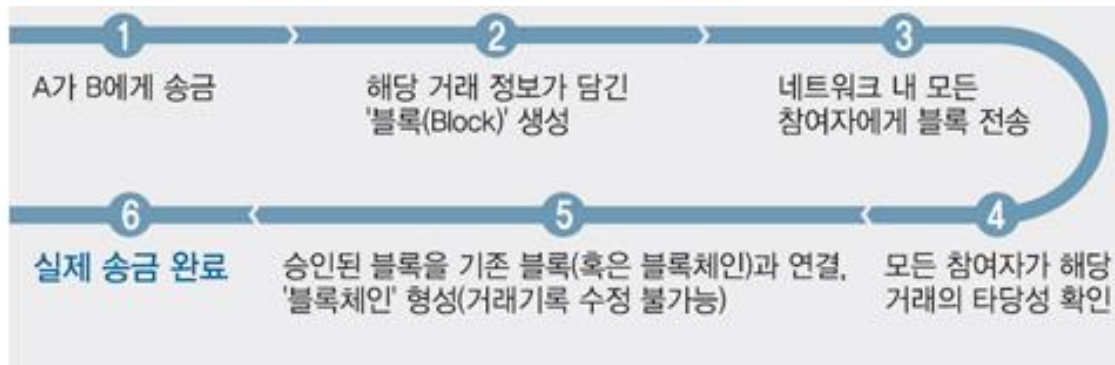 1
A가 B에게 송금
2
해당 거래 정보가 담긴
'블록(Block)' 생성
3
네트워크 내 모든
참여자에게 블록 전송
4
모든 참여자가 해당
거래의 타당성 확인
5
승인된 블록을 기존 블록(혹은 블록체인)과 연결,
'블록체인' 형성(거래기록 수정 불가능)
6
실제 송금 완료